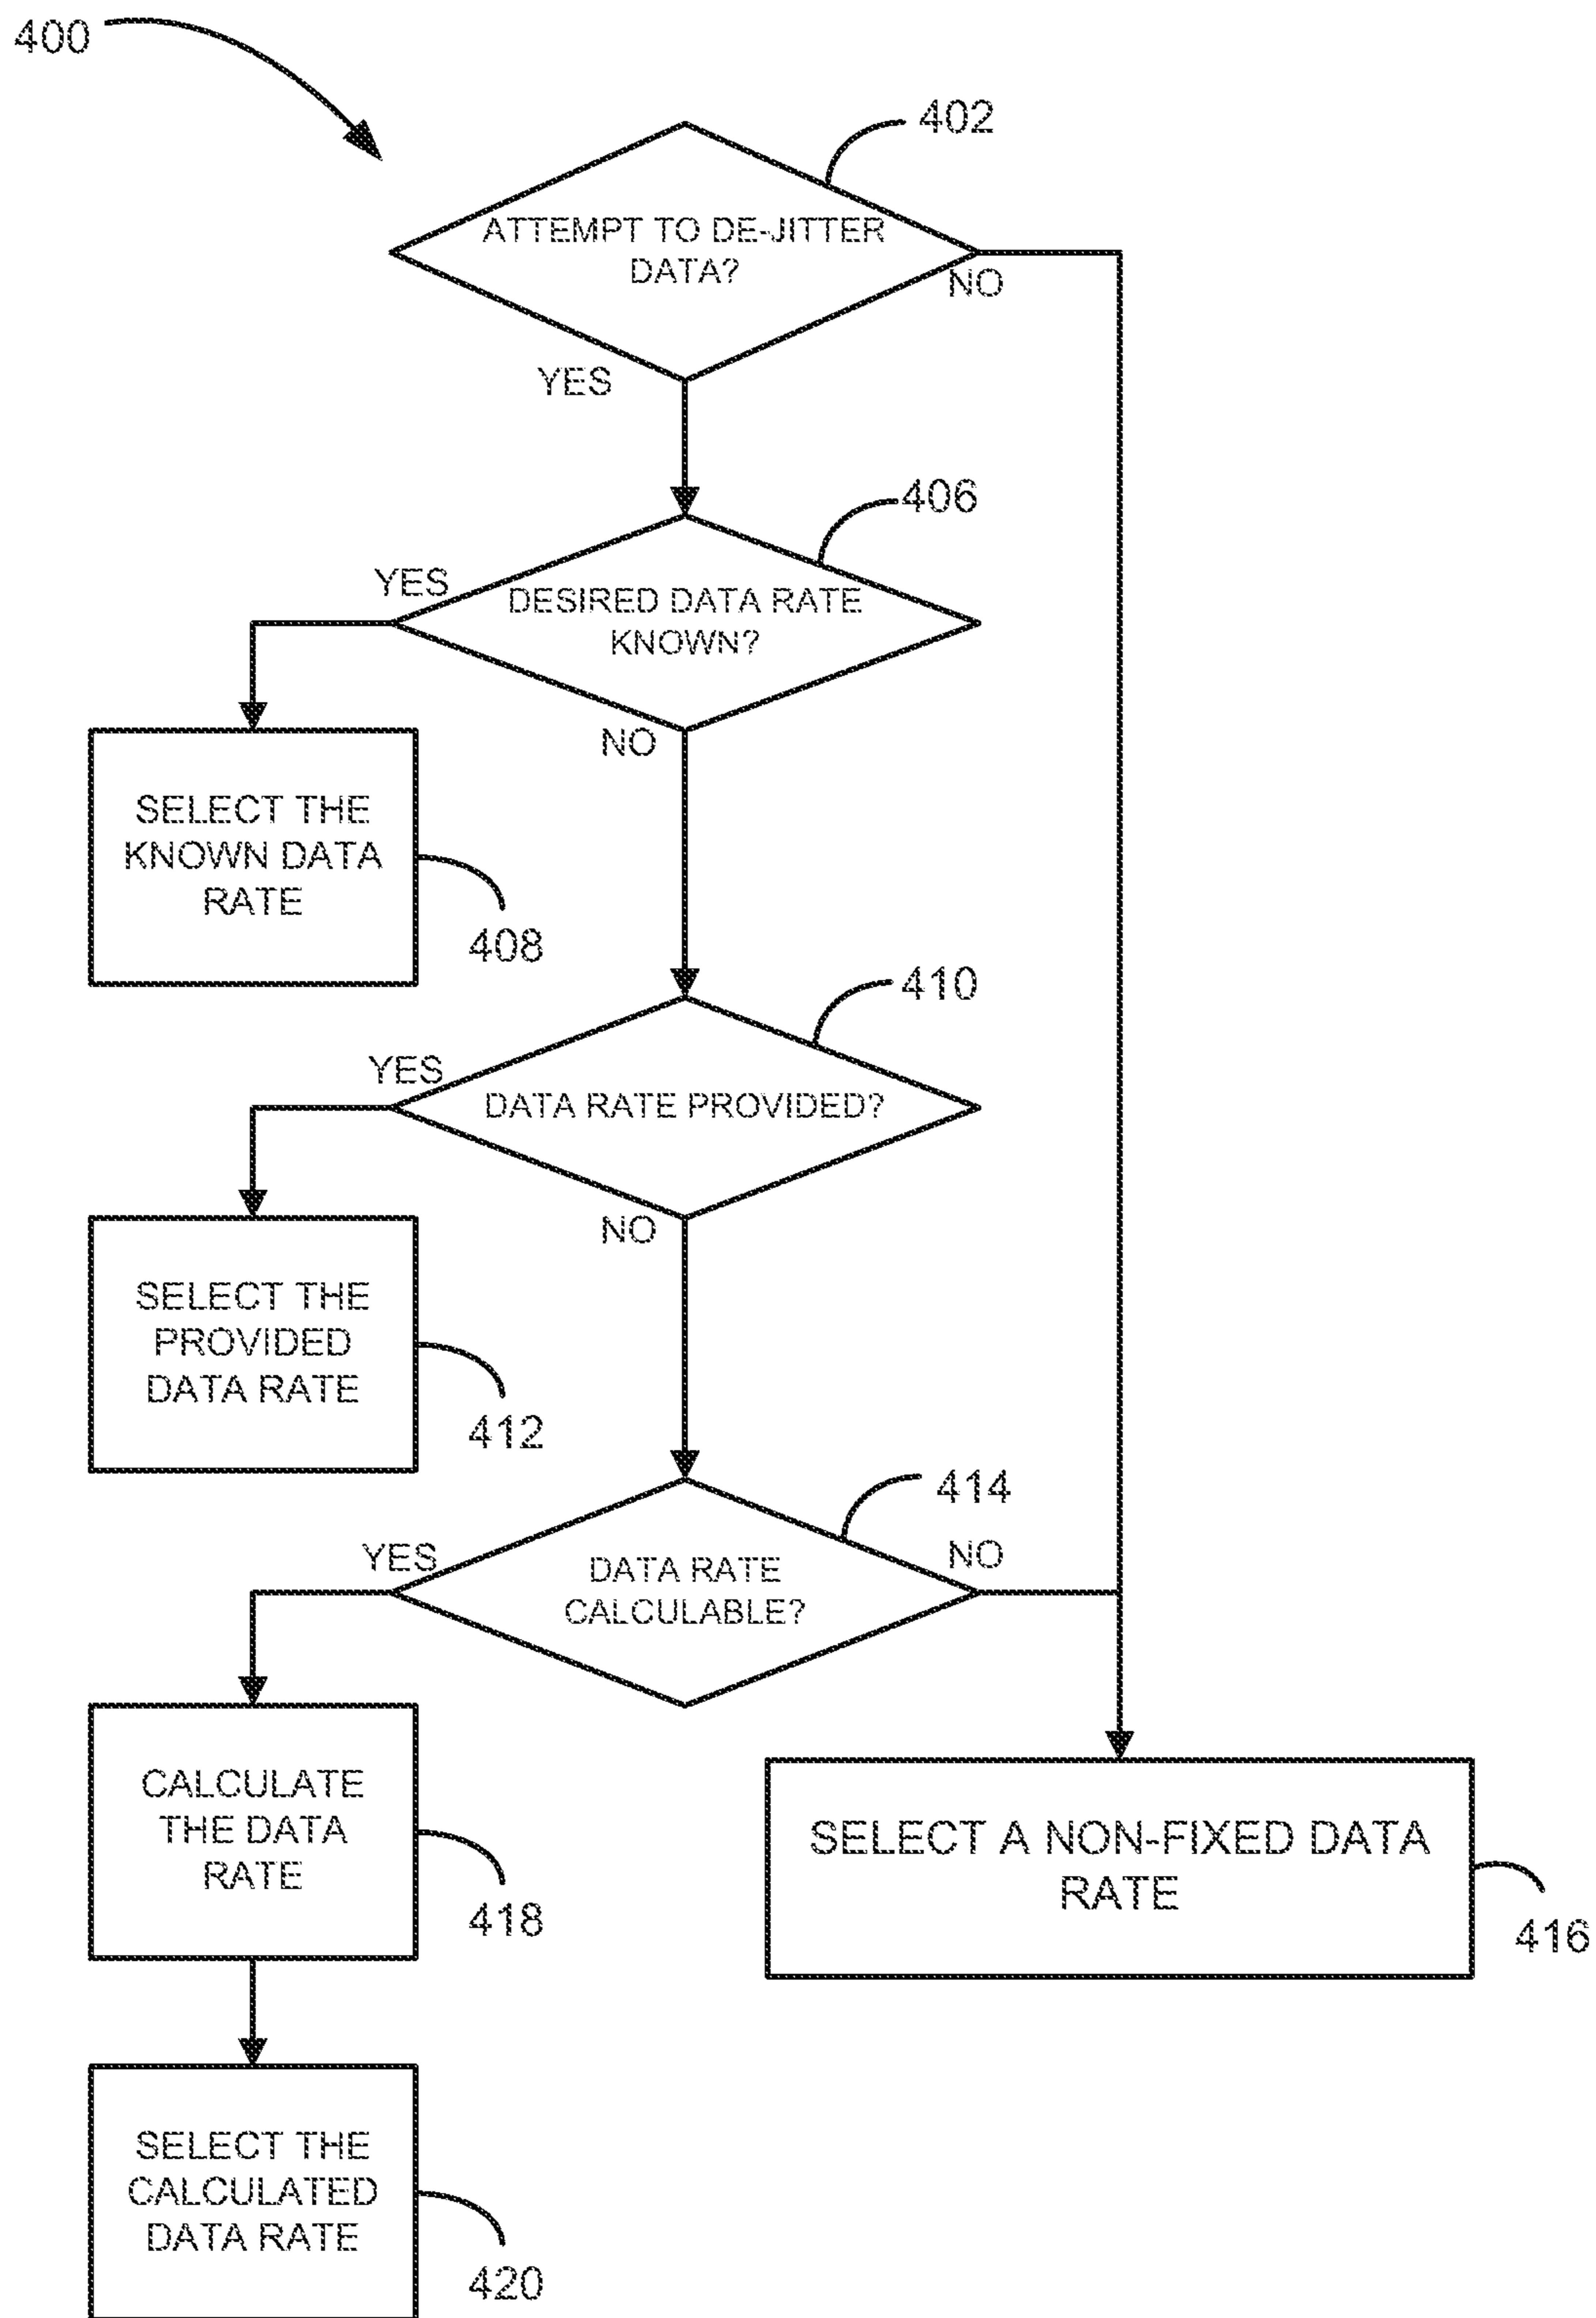 400
402
ATTEMPT TO DE-JITTER
DATA?
NO
YES
406
YES
DESIRED DATA RATE
KNOWN?
NO
SELECT THE
KNOWN DATA
RATE
408
410
YES
DATA RATE PROVIDED?
NO
SELECT THE
PROVIDED
DATA RATE
412
414
YES
NO
DATA RATE
CALCULABLE?
CALCULATE
THE DATA
RATE
418
SELECT A NON-FIXED DATA
RATE
416
SELECT THE
CALCULATED
DATA RATE
420